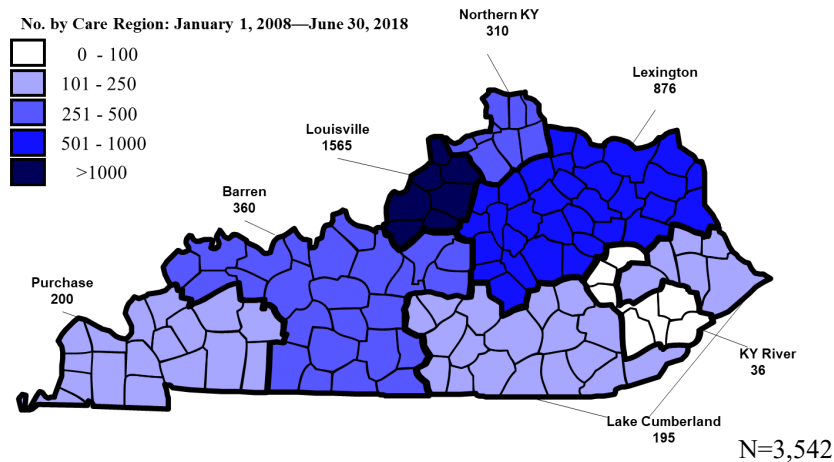 No. by Care Region: January 1, 2008—June 30, 2018
0 - 100
101 - 250
251 - 500
501 - 1000
>1000
Northern KY
310
Lexington
876
Louisville
1565
Barren
360
Purchase
200
KY River
36
Lake Cumberland
195
N=3,542